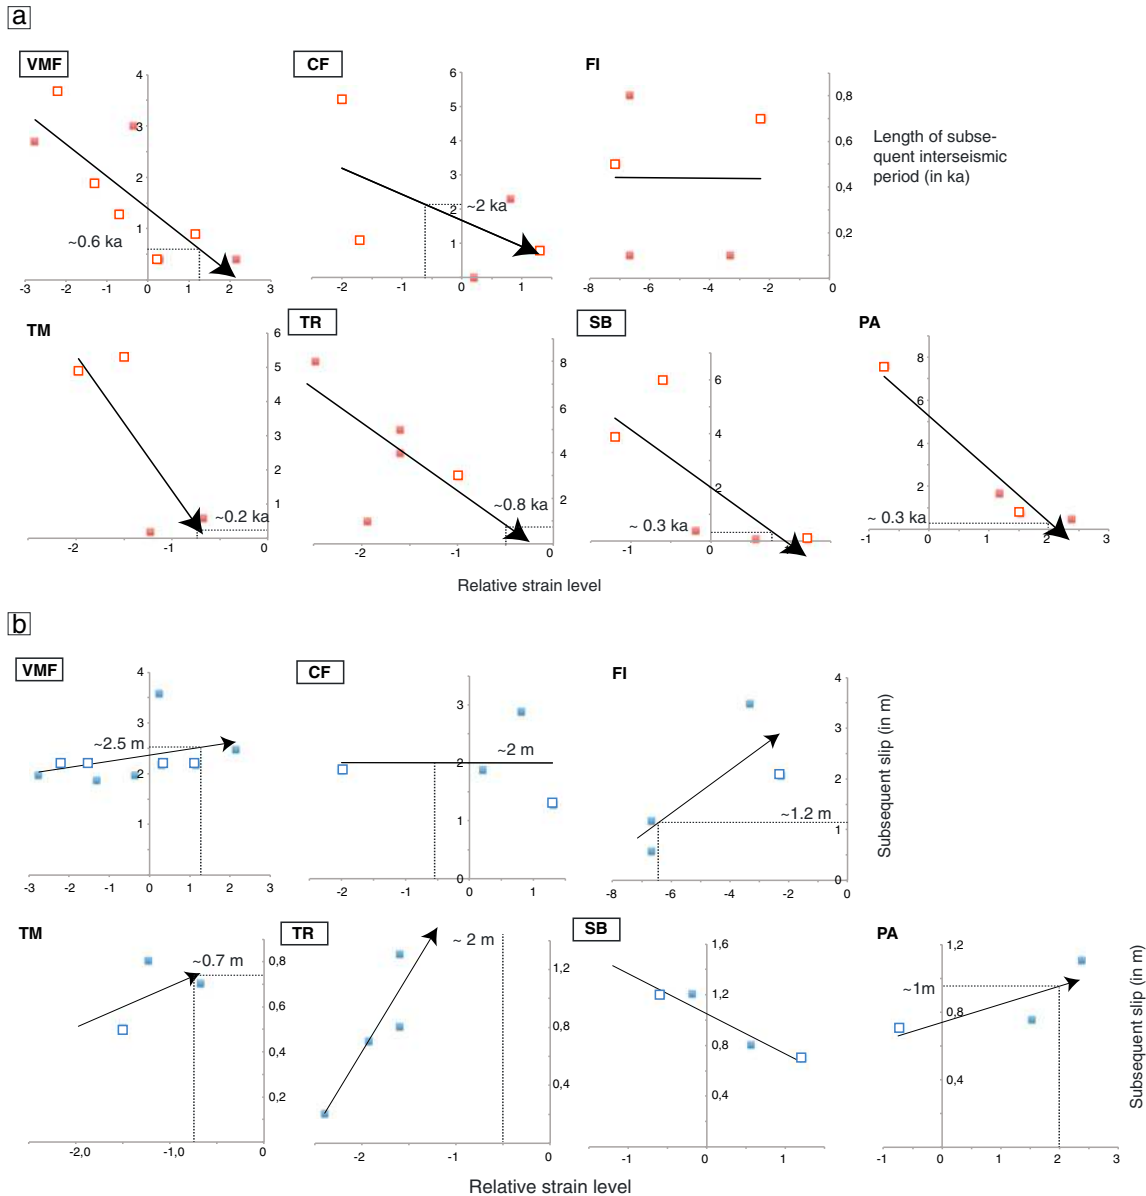 a
VMF
CF
FI
4
3
2
1
~0.6 ka
-3 -2 -1 0 1 2 3
6
5
4
3
2
1
~2 ka
-2 -1 0 1
0,8
0,6
0,4
0,2
-8 -6 -4 -2 0
Length of subse-
quent interseismic
period (in ka)
TM
TR
SB
PA
6
5
4
3
2
1
~0.2 ka
-2 -1 0
8
6
4
2
~0.8 ka
-2 -1 0
6
4
2
~ 0.3 ka
-1 0 1
8
6
4
2
~ 0.3 ka
-1 0 1 2 3
Relative strain level
b
VMF
CF
FI
4
3
2
1
~2.5 m
-3 -2 -1 0 1 2 3
3
2
1
0
~2 m
-2 -1 0 1
4
3
2
1
0
~1.2 m
-8 -6 -4 -2 0
Subsequent slip (in m)
TM
TR
SB
PA
0,8
0,6
0,4
0,2
~0.7 m
-2,0 -1,0 0
1,2
0,8
0,4
~ 2 m
-2 -1 0
1,6
1,2
0,8
0,4
-1 0 1
1,2
0,8
0,4
~1m
-1 0 1 2 3
Subsequent slip (in m)
Relative strain level